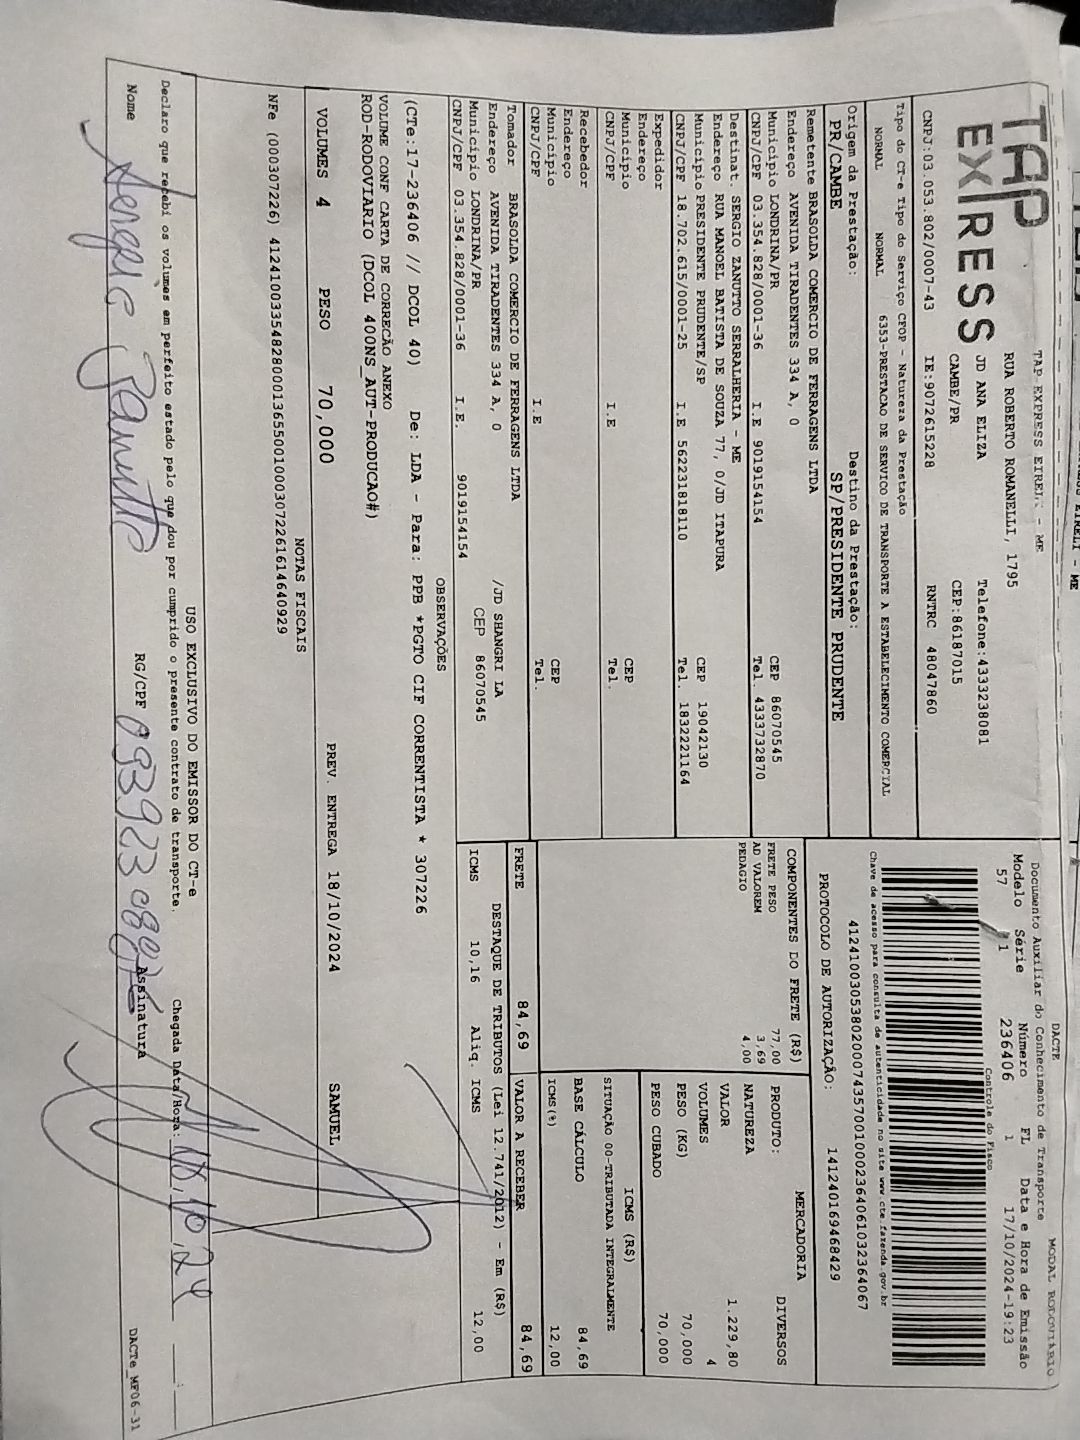 TAP EXPRESS
TAP EXPRESS EIRELI - ME
RUA ROBERTO ROMANELLI, 1795
JD ANA ELIZA Telefone:4333238081
CAMBE/PR CEP:86187015
CNPJ:03.053.802/0007-43 IE:9072615228 RNTRC 48047860
DACTE MODAL RODOVIÁRIO
Documento Auxiliar do Conhecimento de Transporte
Modelo Série Número FL Data e Hora de Emissão
57 1 236406 1 17/10/2024-19:23
Controle do Fisco
Chave de acesso para consulta de autenticidade no site www.cte.fazenda.gov.br
41241003053802000743570010002364061032364067
PROTOCOLO DE AUTORIZAÇÃO: 141240169468429
Tipo do CT-e Tipo do Serviço CFOP - Natureza da Prestação
NORMAL NORMAL 6353-PRESTACAO DE SERVICO DE TRANSPORTE A ESTABELECIMENTO COMERCIAL
Origem da Prestação: Destino da Prestação:
PR/CAMBE SP/PRESIDENTE PRUDENTE
Remetente BRASOLDA COMERCIO DE FERRAGENS LTDA
Endereço AVENIDA TIRADENTES 334 A, 0
Município LONDRINA/PR CEP 86070545
CNPJ/CPF 03.354.828/0001-36 I.E 9019154154 Tel. 4333732870
Destinat. SERGIO ZANUTTO SERRALHERIA - ME
Endereço RUA MANOEL BATISTA DE SOUZA 77, 0/JD ITAPURA
Município PRESIDENTE PRUDENTE/SP CEP 19042130
CNPJ/CPF 18.702.615/0001-25 I.E 562231818110 Tel. 1832221164
Expedidor
Endereço
Município CEP
CNPJ/CPF I.E Tel.
Recebedor
Endereço
Município CEP
CNPJ/CPF I.E Tel.
Tomador BRASOLDA COMERCIO DE FERRAGENS LTDA
Endereço AVENIDA TIRADENTES 334 A, 0 /JD SHANGRI LA
Município LONDRINA/PR CEP 86070545
CNPJ/CPF 03.354.828/0001-36 I.E. 9019154154
COMPONENTES DO FRETE (R$)
FRETE PESO 77,00
AD VALOREM 3,69
PEDAGIO 4,00
MERCADORIA
PRODUTO: DIVERSOS
NATUREZA
VALOR 1.229,80
VOLUMES 4
PESO (KG) 70,000
PESO CUBADO 70,000
ICMS (R$)
SITUAÇÃO 00-TRIBUTADA INTEGRALMENTE
BASE CÁLCULO 84,69
ICMS(%) 12,00
FRETE 84,69 VALOR A RECEBER 84,69
DESTAQUE DE TRIBUTOS (Lei 12.741/2012) - Em (R$)
ICMS 10,16 Aliq. ICMS 12,00
OBSERVAÇÕES
(CTe:17-236406 // DCOL 40) De: LDA - Para: PPB *PGTO CIF CORRENTISTA * 307226
VOLUME CONF CARTA DE CORREÇÃO ANEXO
ROD-RODOVIARIO (DCOL 400NS_AUT-PRODUCAO#)
VOLUMES 4 PESO 70,000 PREV. ENTREGA 18/10/2024 SAMUEL
NOTAS FISCAIS
NFe (000307226) 41241003354828000136550010003072261614640929
USO EXCLUSIVO DO EMISSOR DO CT-e
Declaro que recebi os volumes em perfeito estado pelo que dou por cumprido o presente contrato de transporte. Chegada Data/Hora: 18.10.24 :
Nome Sergio Zanutto RG/CPF Assinatura
DACTe_MF06-31